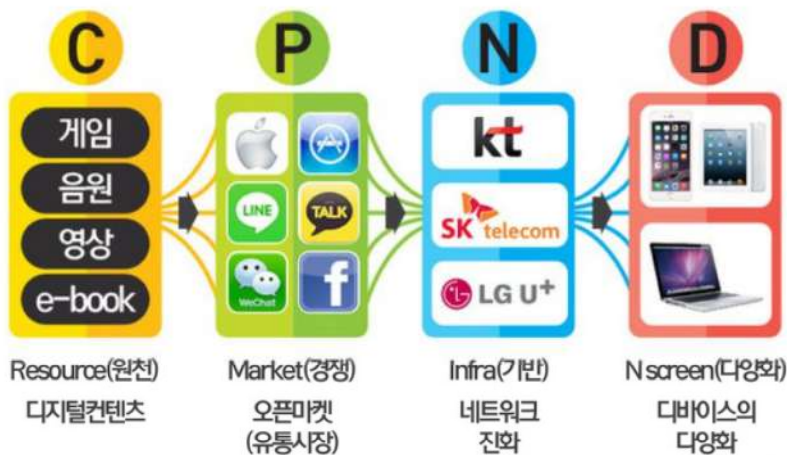 C
P
N
D
게임
음원
영상
e-book
LINE
TALK
WeChat
f
kt
SK telecom
LG U+
Resource(원천)
디지털컨텐츠
Market(경쟁)
오픈마켓
(유통시장)
Infra(기반)
네트워크
진화
N screen(다양화)
디바이스의
다양화